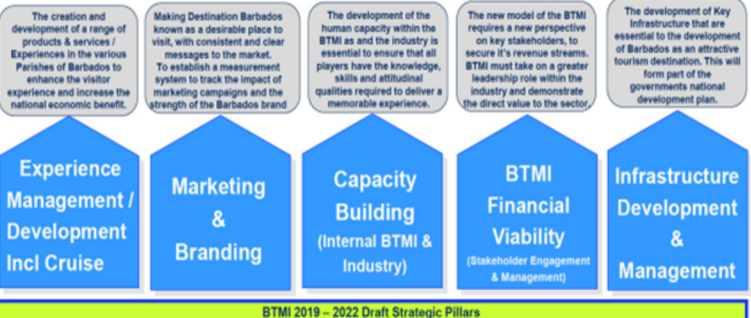 The creation and
development of a range of
products & services /
Experiences in the various
Parishes of Barbados to
enhance the visitor
experience and increase the
national economic benefit.
Making Destination Barbados
known as a desirable place to
visit, with consistent and clear
messages to the market.
To establish a measurement
system to track the impact of
marketing campaigns and the
strength of the Barbados brand
The development of the
human capacity within the
BTMI as and the industry is
essential to ensure that all
players have the knowledge,
skills and attitudinal
qualities required to deliver a
memorable experience.
The new model of the BTMI
requires a new perspective
on key stakeholders, to
secure it's revenue streams.
BTMI must take on a greater
leadership role within the
industry and demonstrate
the direct value to the sector.
The development of Key
Infrastructure that are
essential to the development
of Barbados as an attractive
tourism destination. This will
form part of the
governments national
development plan.
Experience
Management /
Development
Incl Cruise
Marketing
&
Branding
Capacity
Building
(Internal BTMI &
Industry)
BTMI
Financial
Viability
(Stakeholder Engagement
& Management)
Infrastructure
Development
&
Management
BTMI 2019 – 2022 Draft Strategic Pillars